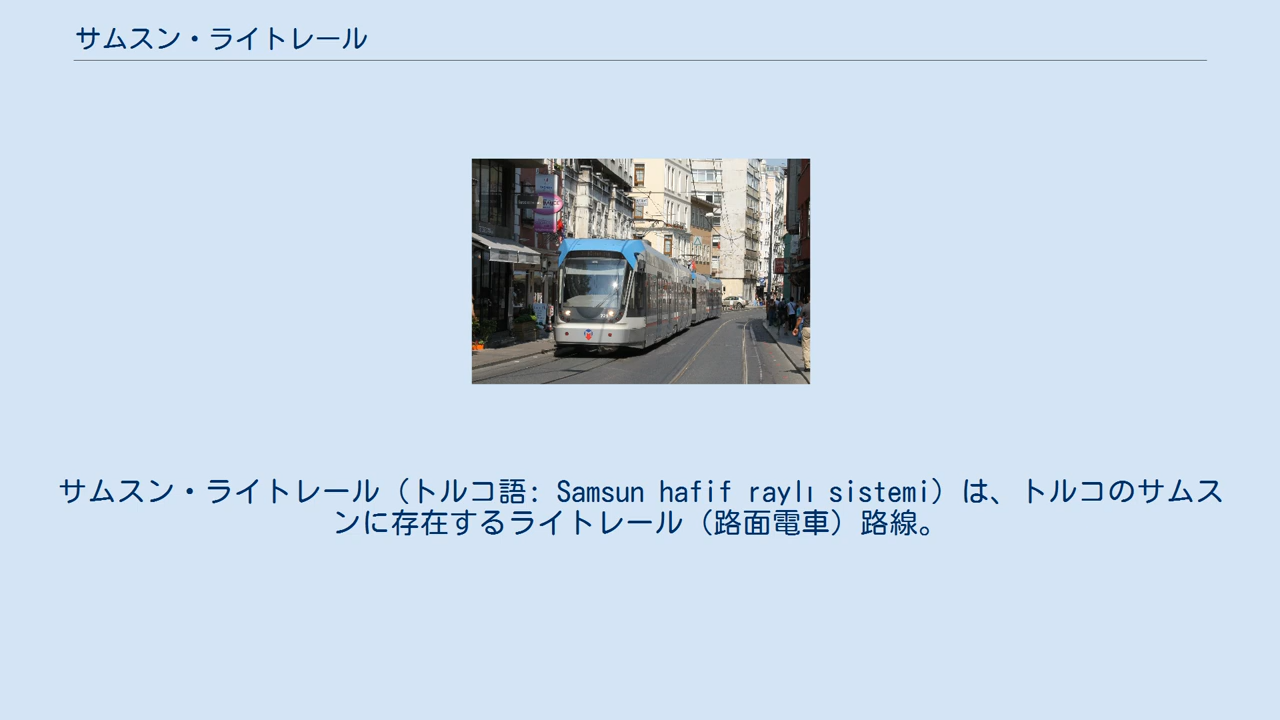 サムスン・ライトレール
サムスン・ライトレール（トルコ語: Samsun hafif raylı sistemi）は、トルコのサムス
ンに存在するライトレール（路面電車）路線。